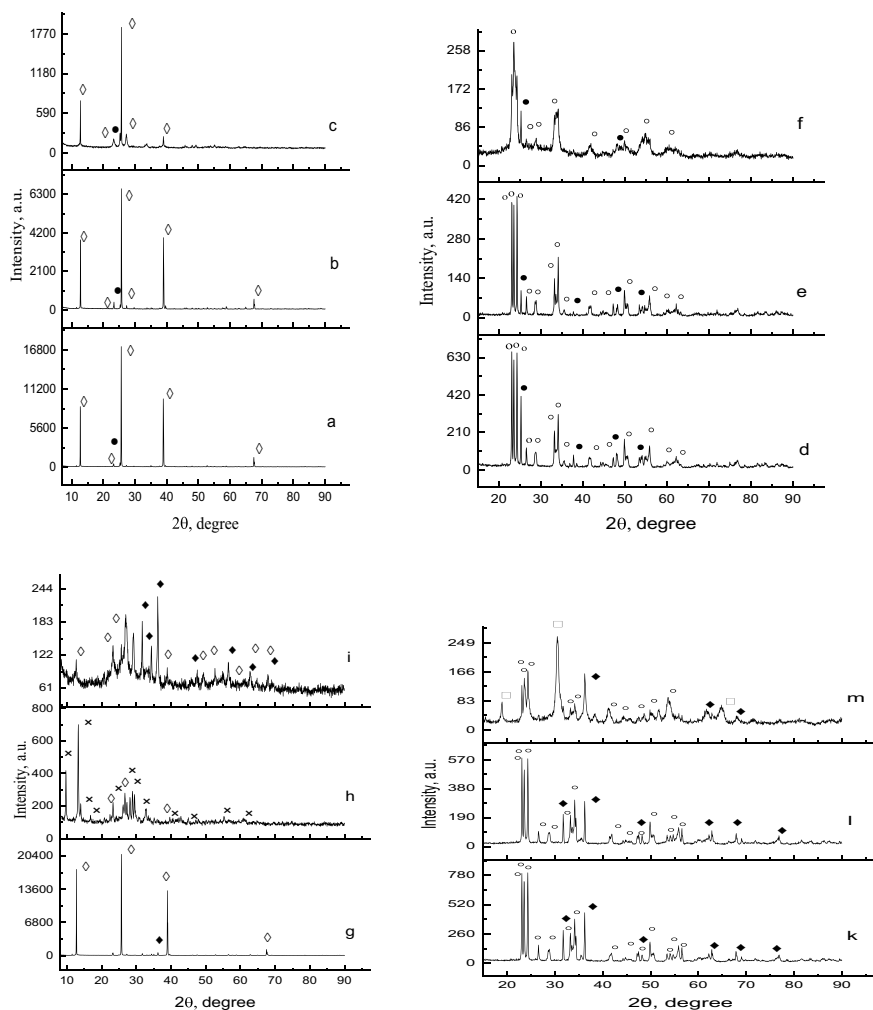 1770
1180
590
0
c
Intensity, a.u.
6300
4200
2100
0
b
16800
11200
5600
0
a
10 20 30 40 50 60 70 80 90
2θ, degree
258
172
86
0
f
Intensity, a.u.
420
280
140
0
e
630
420
210
0
d
20 30 40 50 60 70 80 90
2θ, degree
244
183
122
61
i
Intensity, a.u.
800
600
400
200
0
h
20400
13600
6800
0
g
10 20 30 40 50 60 70 80 90
2θ, degree
249
166
83
0
m
Intensity, a.u.
570
380
190
0
l
780
520
260
0
k
20 30 40 50 60 70 80 90
2θ, degree